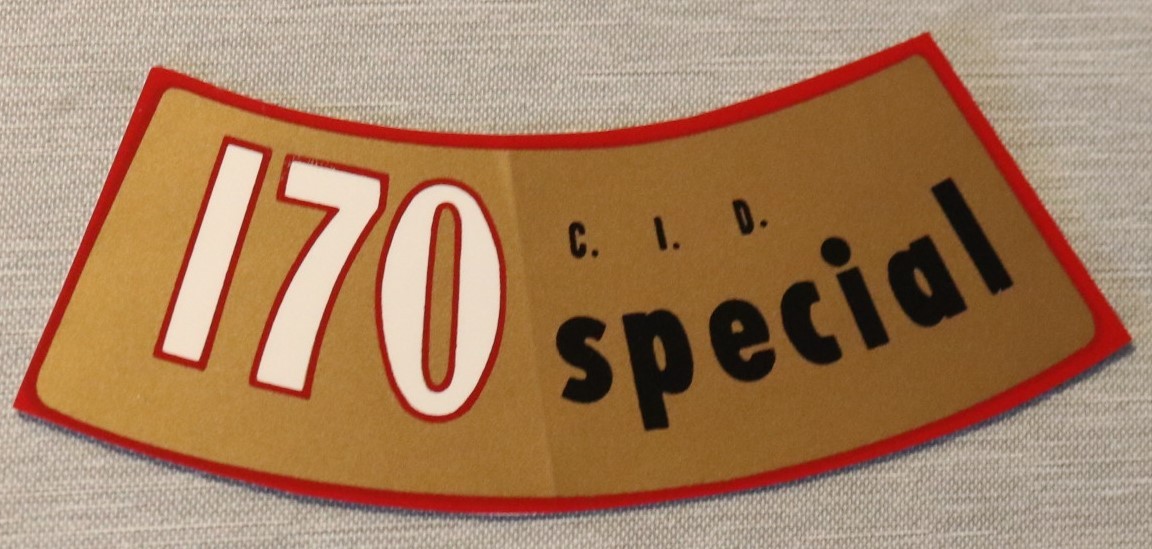 170
C. I. D.
special